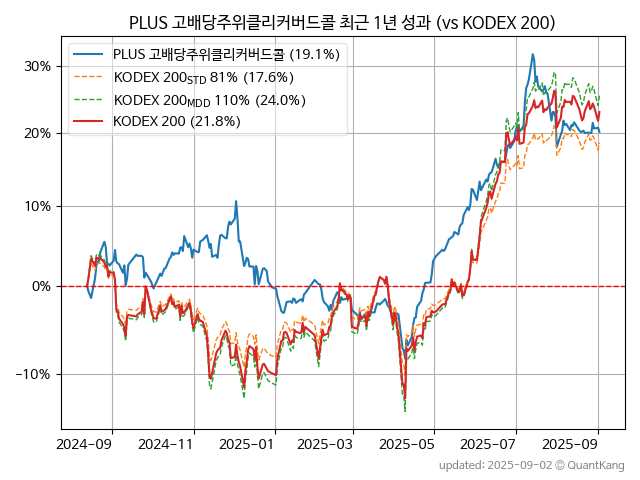 PLUS 고배당주위클리커버드콜 최근 1년 성과 (vs KODEX 200)
PLUS 고배당주위클리커버드콜 (19.1%)
KODEX 200STD 81% (17.6%)
KODEX 200MDD 110% (24.0%)
KODEX 200 (21.8%)
30%
20%
10%
0%
−10%
2024-09 2024-11 2025-01 2025-03 2025-05 2025-07 2025-09
updated: 2025-09-02 © QuantKang